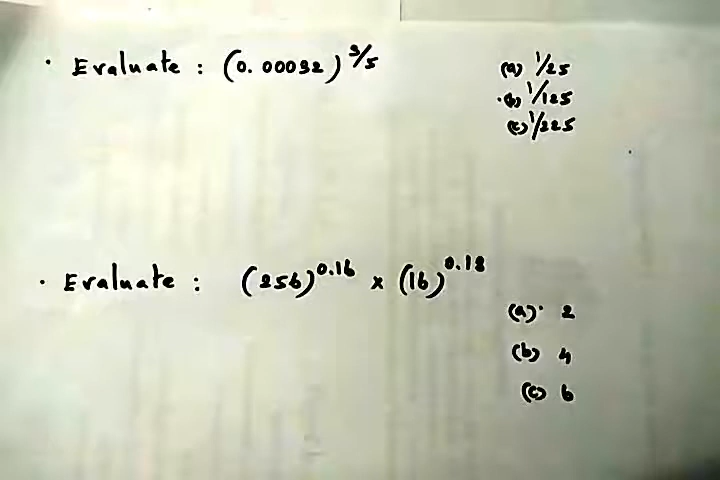 · Evaluate : (0.00032)^3/5
(a) 1/25
(b) 1/125
(c) 1/225
· Evaluate : (256)^0.16 x (16)^0.18
(a) 2
(b) 4
(c) 6